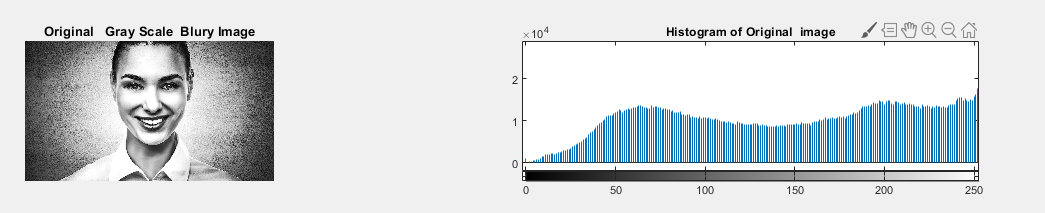 Original   Gray Scale  Blury Image
Histogram of Original  image
×10^4
2
1
0
0 50 100 150 200 250